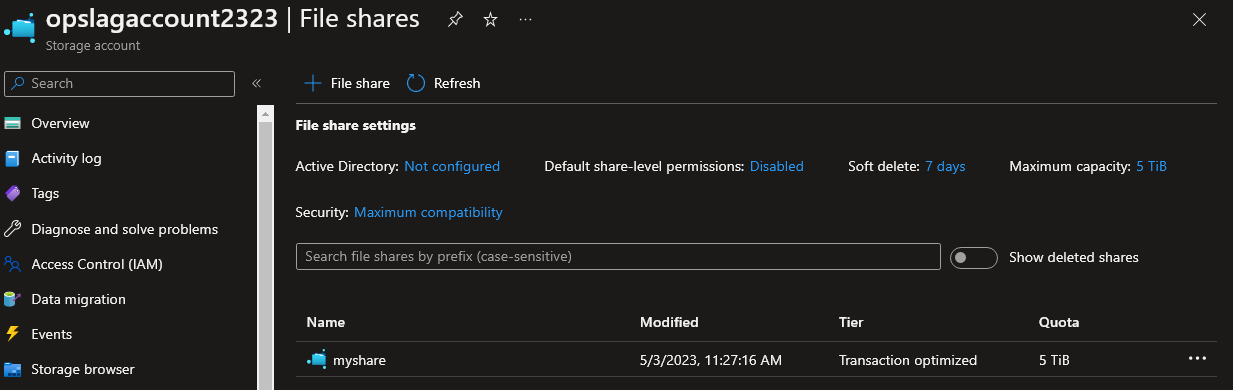 opslagaccount2323 | File shares
Storage account
Search
Overview
Activity log
Tags
Diagnose and solve problems
Access Control (IAM)
Data migration
Events
Storage browser
File share
Refresh
File share settings
Active Directory: Not configured
Default share-level permissions: Disabled
Soft delete: 7 days
Maximum capacity: 5 TiB
Security: Maximum compatibility
Search file shares by prefix (case-sensitive)
Show deleted shares
Name Modified Tier Quota
myshare 5/3/2023, 11:27:16 AM Transaction optimized 5 TiB